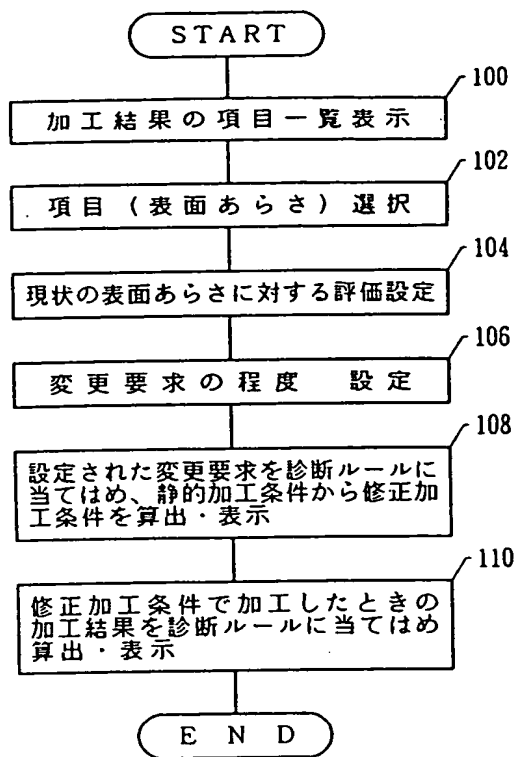 START
100
加工結果の項目一覧表示
102
項目(表面あらさ)選択
104
現状の表面あらさに対する評価設定
106
変更要求の程度 設定
108
設定された変更要求を診断ルールに
当てはめ、静的加工条件から修正加
工条件を算出・表示
110
修正加工条件で加工したときの
加工結果を診断ルールに当てはめ
算出・表示
END